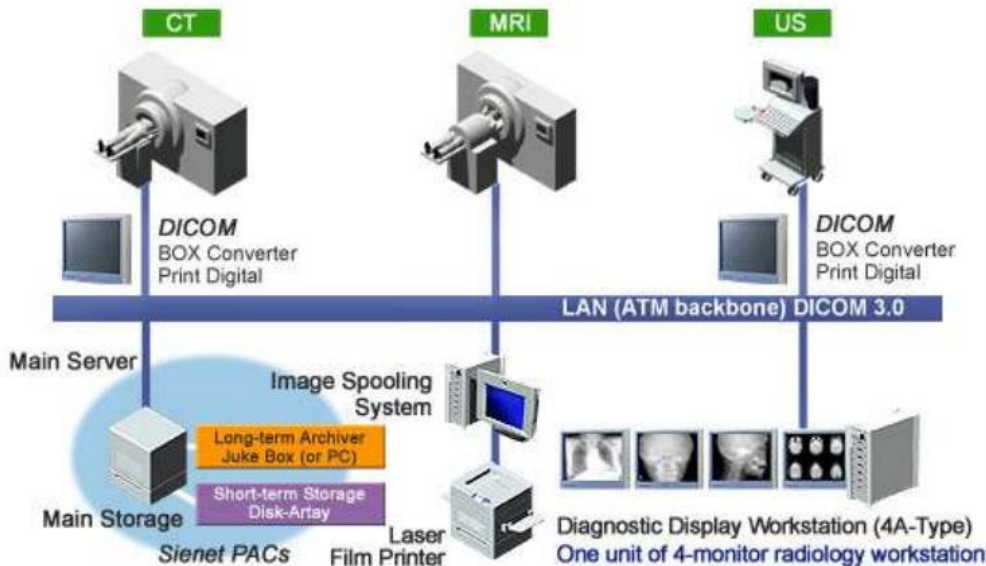 CT
MRI
US
DICOM
BOX Converter
Print Digital
DICOM
BOX Converter
Print Digital
LAN (ATM backbone) DICOM 3.0
Main Server
Image Spooling
System
Long-term Archiver
Juke Box (or PC)
Short-term Storage
Disk-Artay
Main Storage
Sienet PACs
Laser
Film Printer
Diagnostic Display Workstation (4A-Type)
One unit of 4-monitor radiology workstation